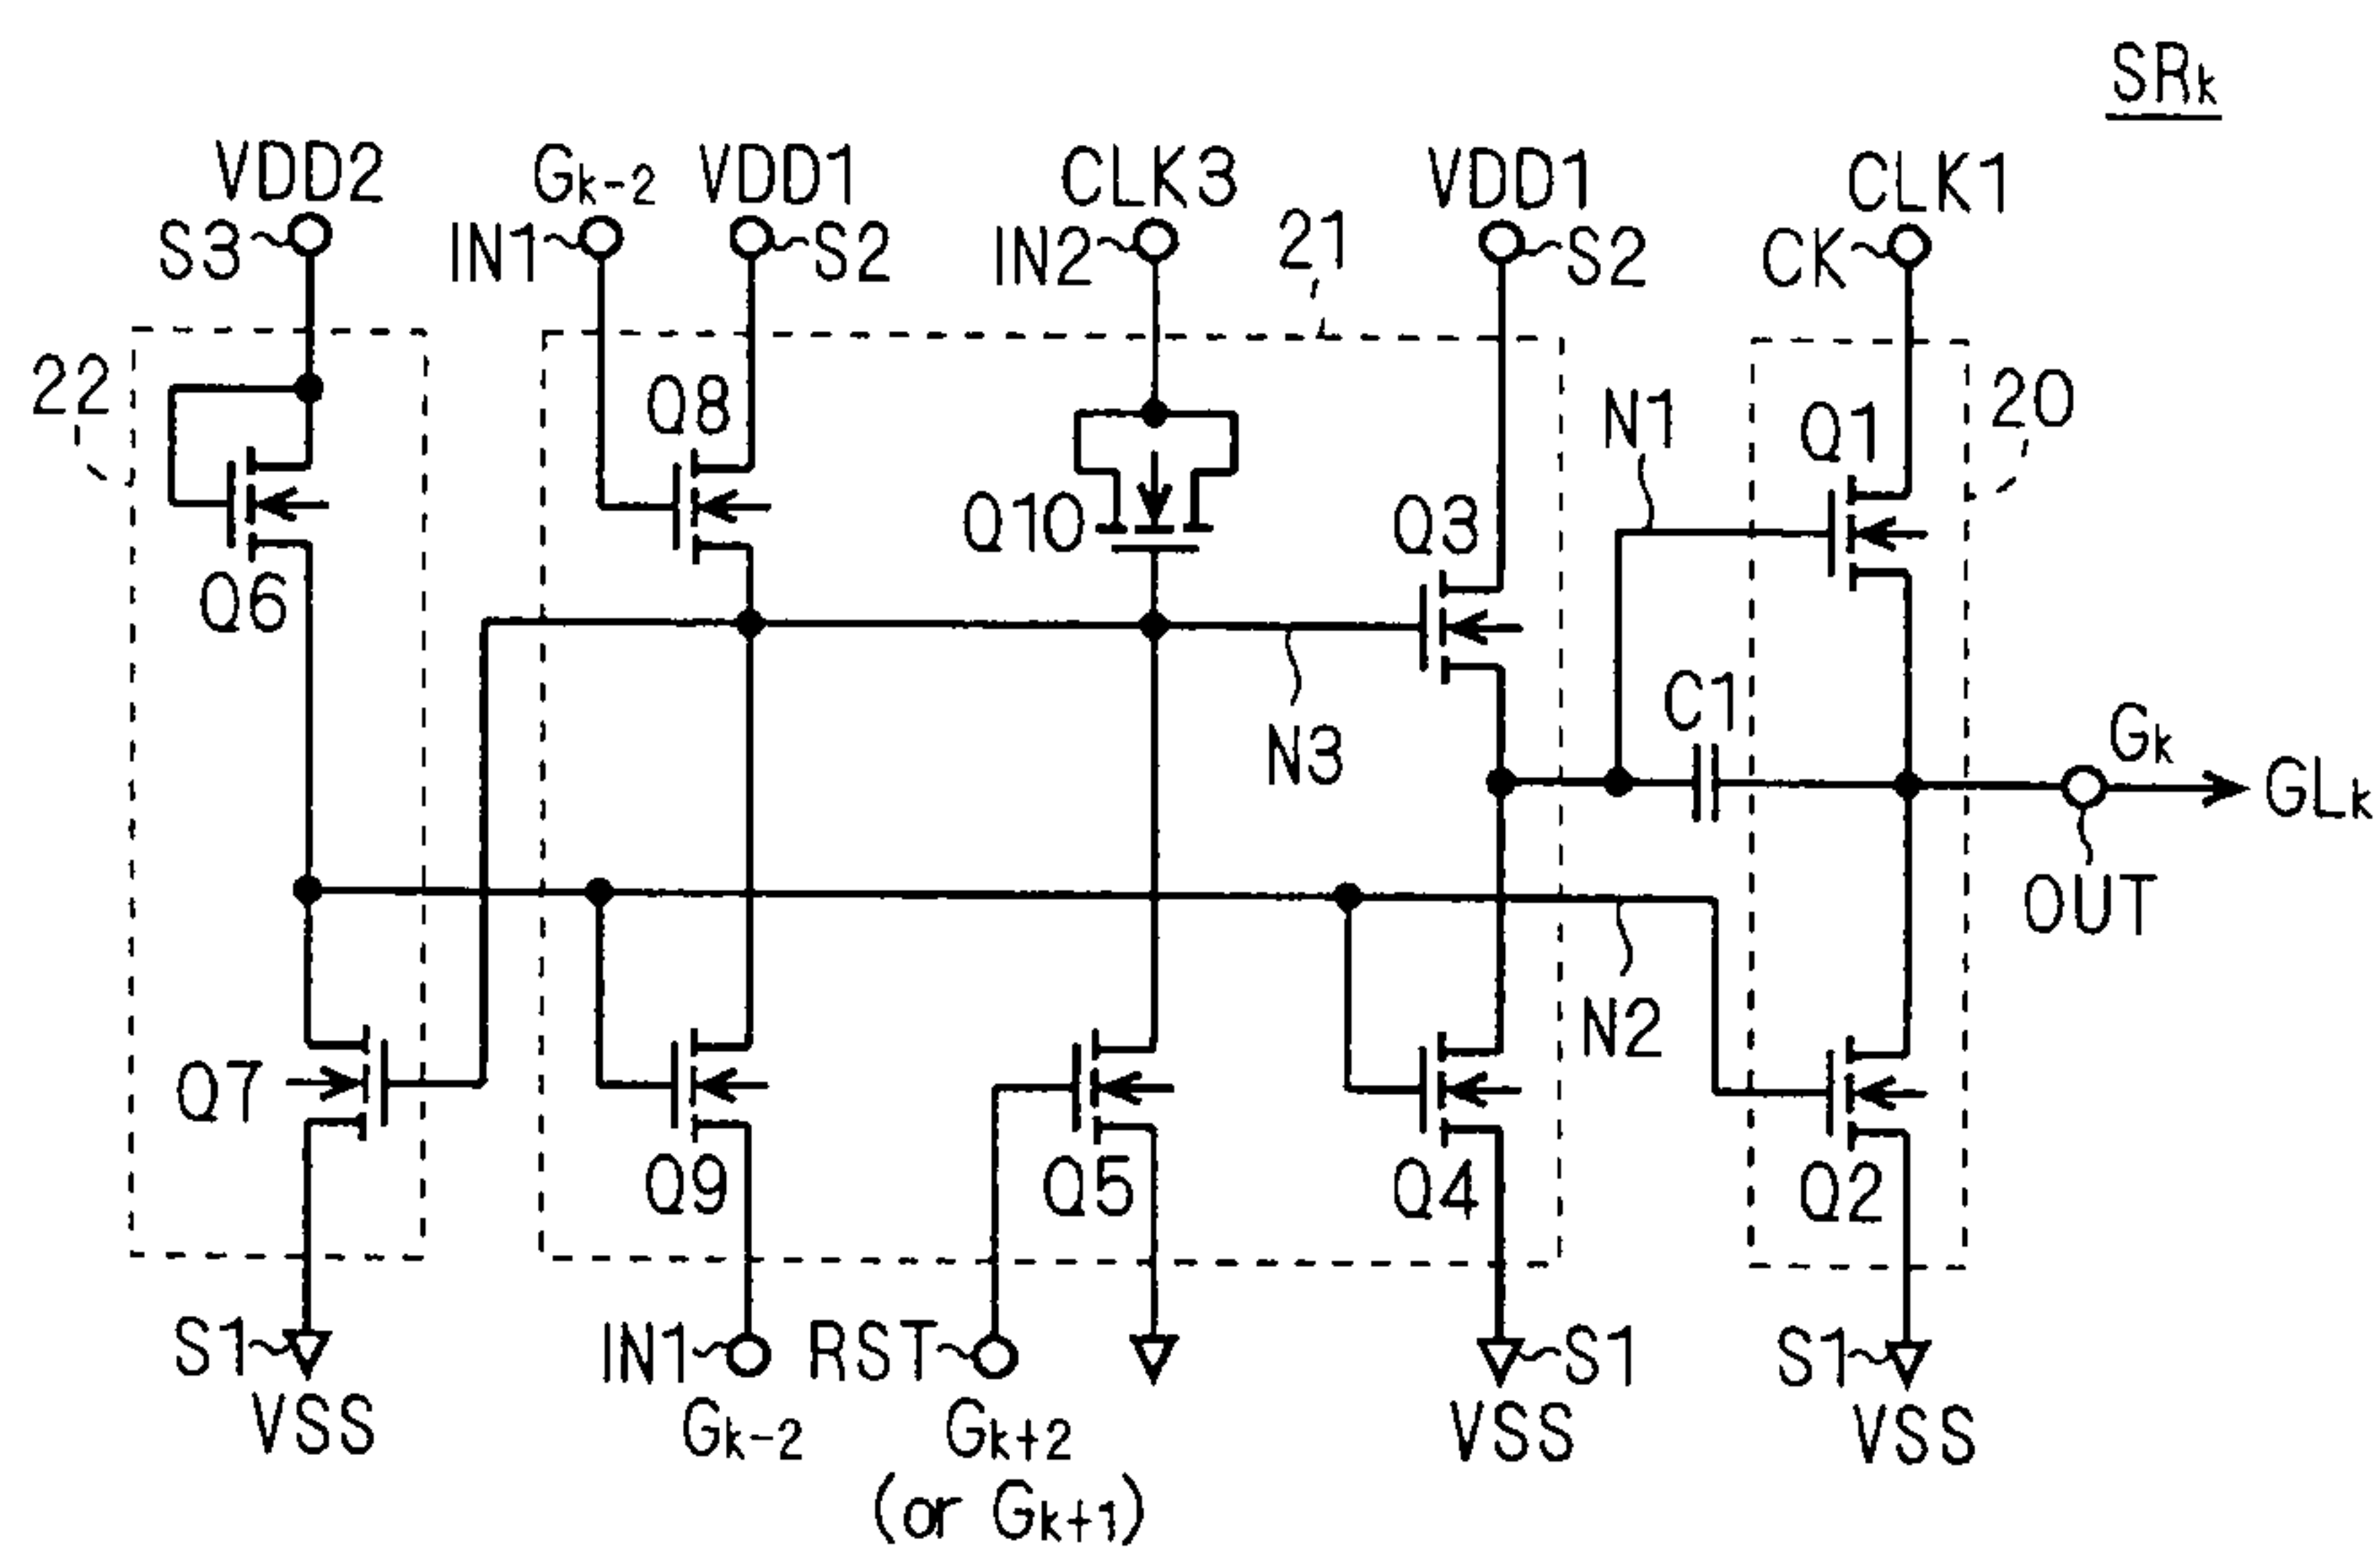 SRk
VDD2
Gk-2
VDD1
CLK3
VDD1
CLK1
S3
IN1
S2
IN2
21
S2
CK
22
Q8
N1
Q1
20
Q10
Q3
Q6
C1
N3
Gk
GLk
OUT
N2
Q7
Q9
Q5
Q4
Q2
S1
IN1
RST
S1
S1
VSS
Gk-2
Gk+2
VSS
VSS
(or Gk+1)